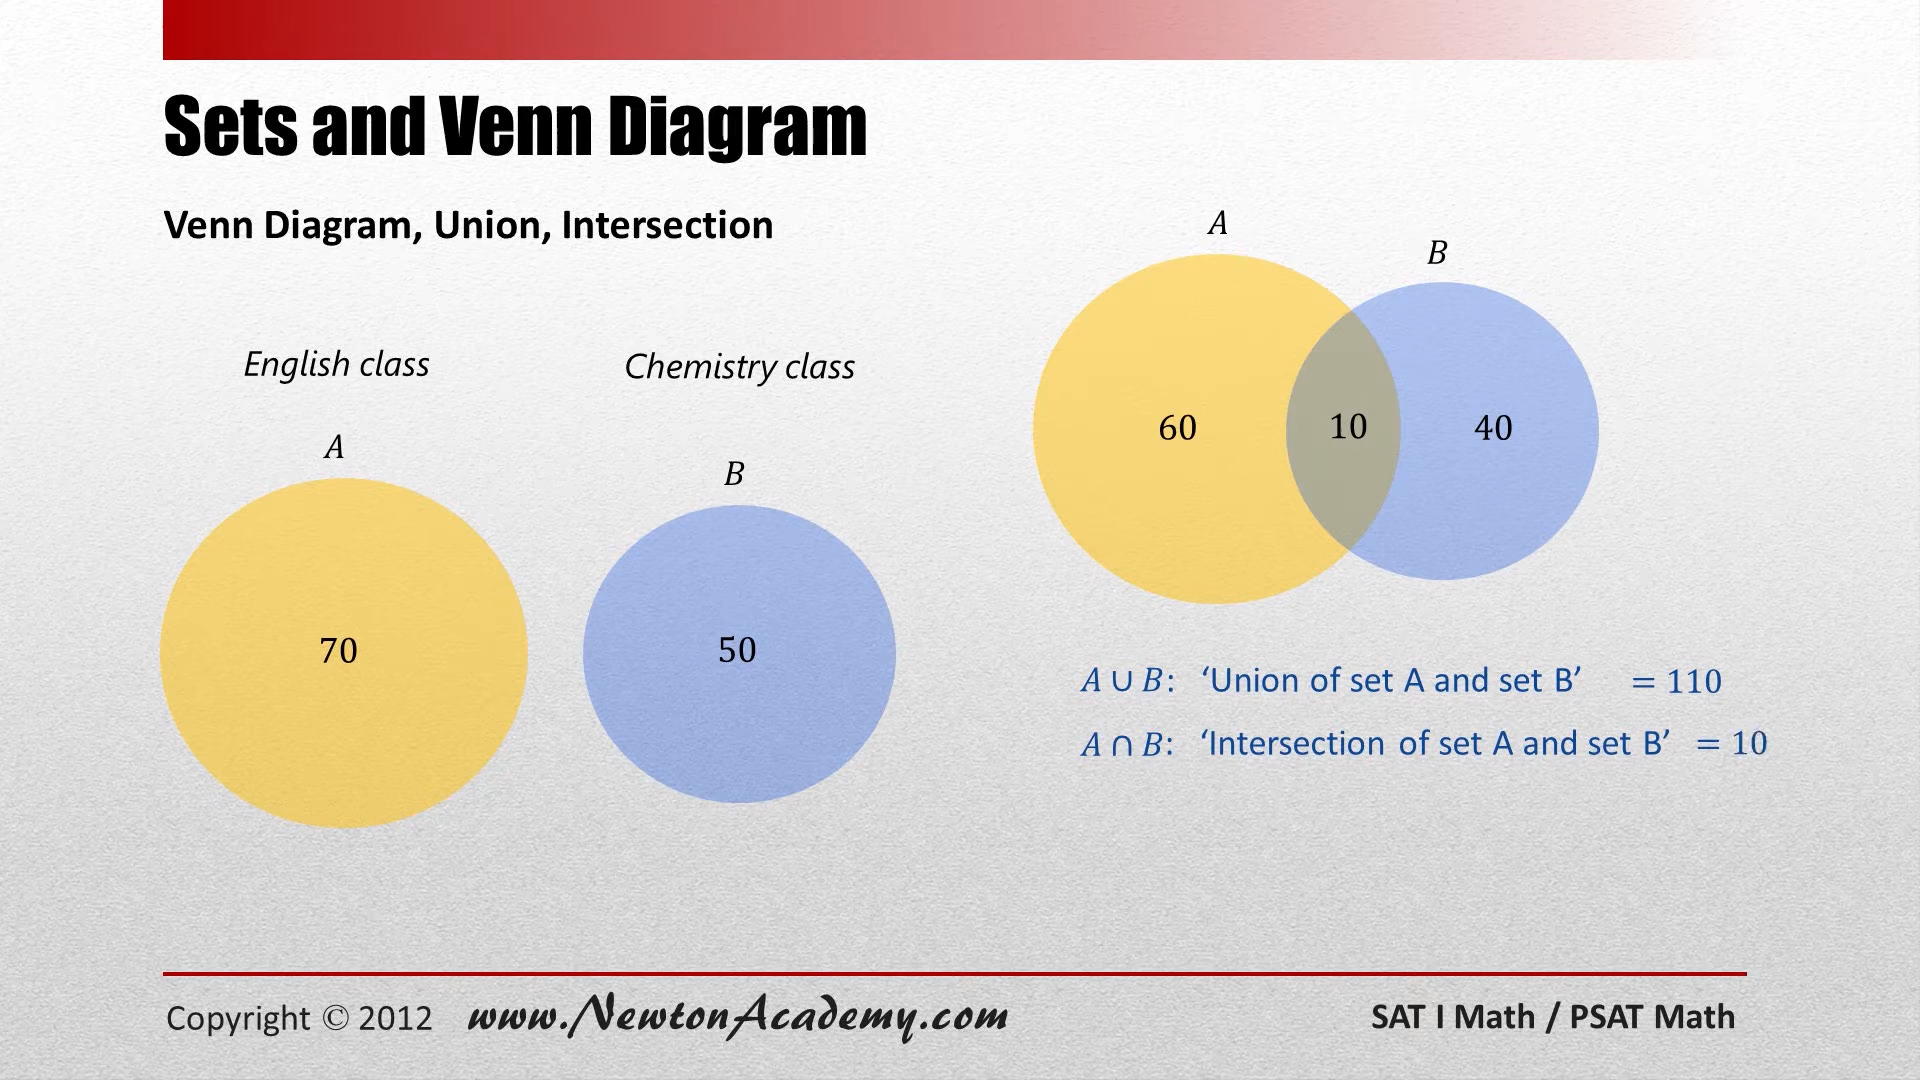 Sets and Venn Diagram
Venn Diagram, Union, Intersection
English class
Chemistry class
A
B
70
50
A
B
60
10
40
A ∪ B: ‘Union of set A and set B’ = 110
A ∩ B: ‘Intersection of set A and set B’ = 10
Copyright © 2012 www.NewtonAcademy.com
SAT I Math / PSAT Math